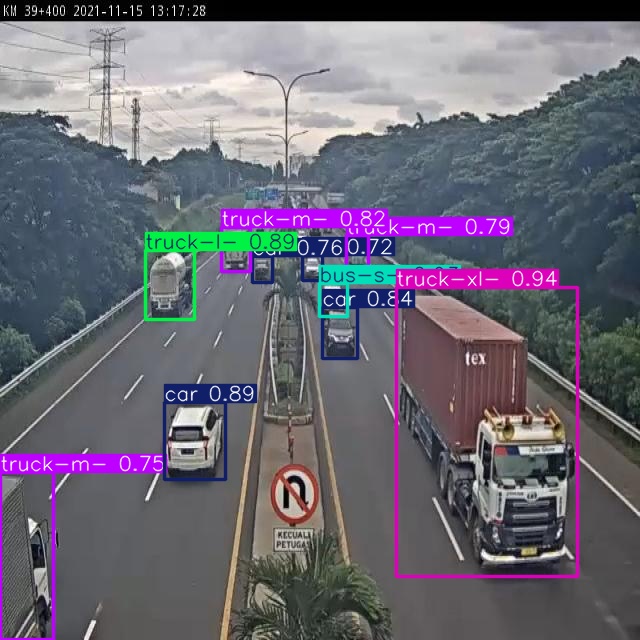 KM 39+400 2021-11-15 13:17:28
truck-m- 0.82
truck-m- 0.79
truck-l- 0.89
0.76
0.72
bus-s-
truck-xl- 0.94
car 0.84
tex
car 0.89
truck-m- 0.75
KECUALI
PETUGAS